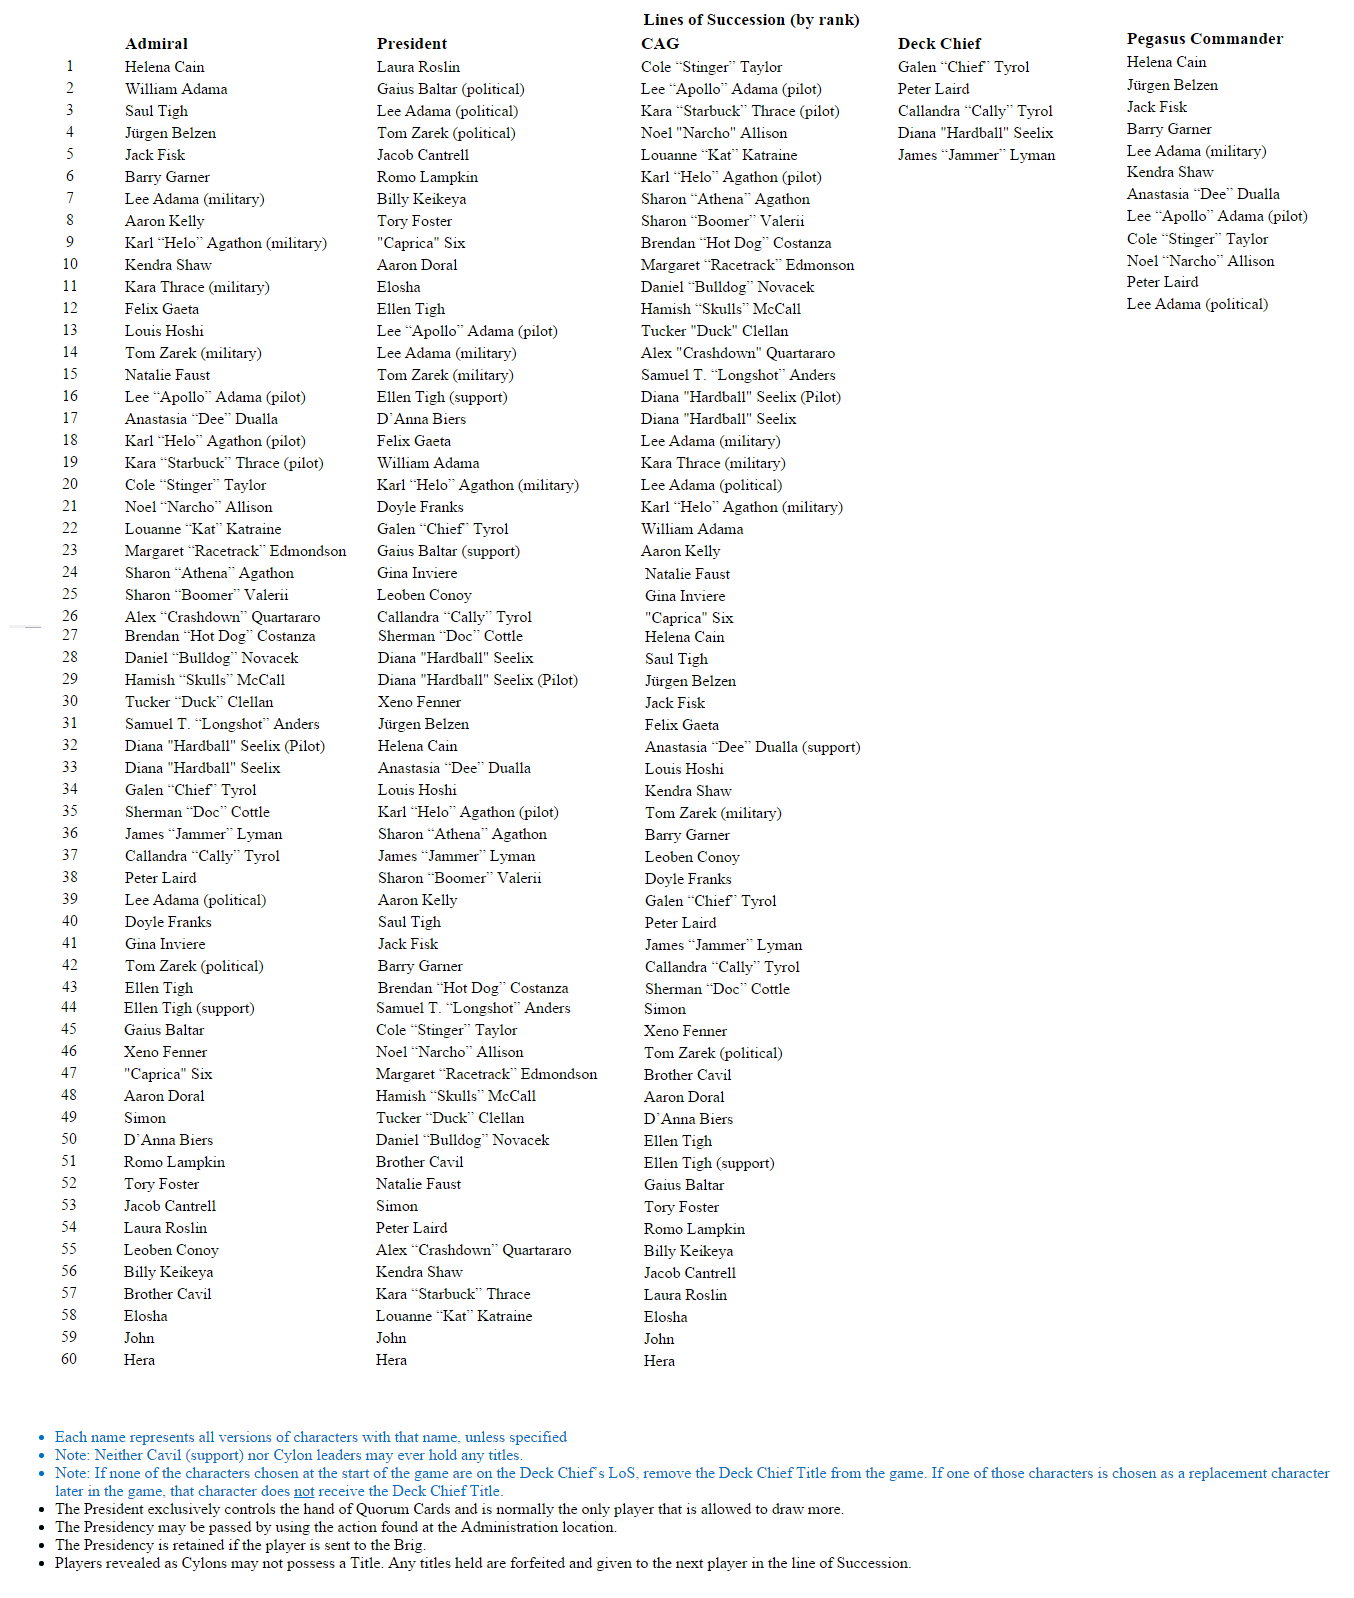 Lines of Succession (by rank)
Admiral President CAG Deck Chief Pegasus Commander
1 Helena Cain Laura Roslin Cole “Stinger” Taylor Galen “Chief” Tyrol Helena Cain
2 William Adama Gaius Baltar (political) Lee “Apollo” Adama (pilot) Peter Laird Jürgen Belzen
3 Saul Tigh Lee Adama (political) Kara “Starbuck” Thrace (pilot) Callandra “Cally” Tyrol Jack Fisk
4 Jürgen Belzen Tom Zarek (political) Noel "Narcho" Allison Diana "Hardball" Seelix Barry Garner
5 Jack Fisk Jacob Cantrell Louanne “Kat” Katraine James “Jammer” Lyman Lee Adama (military)
6 Barry Garner Romo Lampkin Karl “Helo” Agathon (pilot) Kendra Shaw
7 Lee Adama (military) Billy Keikeya Sharon “Athena” Agathon Anastasia “Dee” Dualla
8 Aaron Kelly Tory Foster Sharon “Boomer” Valerii Lee “Apollo” Adama (pilot)
9 Karl “Helo” Agathon (military) "Caprica" Six Brendan “Hot Dog” Costanza Cole “Stinger” Taylor
10 Kendra Shaw Aaron Doral Margaret “Racetrack” Edmonson Noel “Narcho” Allison
11 Kara Thrace (military) Elosha Daniel “Bulldog” Novacek Peter Laird
12 Felix Gaeta Ellen Tigh Hamish “Skulls” McCall Lee Adama (political)
13 Louis Hoshi Lee “Apollo” Adama (pilot) Tucker "Duck" Clellan
14 Tom Zarek (military) Lee Adama (military) Alex "Crashdown" Quartararo
15 Natalie Faust Tom Zarek (military) Samuel T. “Longshot” Anders
16 Lee “Apollo” Adama (pilot) Ellen Tigh (support) Diana "Hardball" Seelix (Pilot)
17 Anastasia “Dee” Dualla D’Anna Biers Diana "Hardball" Seelix
18 Karl “Helo” Agathon (pilot) Felix Gaeta Lee Adama (military)
19 Kara “Starbuck” Thrace (pilot) William Adama Kara Thrace (military)
20 Cole “Stinger” Taylor Karl “Helo” Agathon (military) Lee Adama (political)
21 Noel “Narcho” Allison Doyle Franks Karl “Helo” Agathon (military)
22 Louanne “Kat” Katraine Galen “Chief” Tyrol William Adama
23 Margaret “Racetrack” Edmondson Gaius Baltar (support) Aaron Kelly
24 Sharon “Athena” Agathon Gina Inviere Natalie Faust
25 Sharon “Boomer” Valerii Leoben Conoy Gina Inviere
26 Alex “Crashdown” Quartararo Callandra “Cally” Tyrol "Caprica" Six
27 Brendan “Hot Dog” Costanza Sherman “Doc” Cottle Helena Cain
28 Daniel “Bulldog” Novacek Diana "Hardball" Seelix Saul Tigh
29 Hamish “Skulls” McCall Diana "Hardball" Seelix (Pilot) Jürgen Belzen
30 Tucker “Duck” Clellan Xeno Fenner Jack Fisk
31 Samuel T. “Longshot” Anders Jürgen Belzen Felix Gaeta
32 Diana "Hardball" Seelix (Pilot) Helena Cain Anastasia “Dee” Dualla (support)
33 Diana "Hardball" Seelix Anastasia “Dee” Dualla Louis Hoshi
34 Galen “Chief” Tyrol Louis Hoshi Kendra Shaw
35 Sherman “Doc” Cottle Karl “Helo” Agathon (pilot) Tom Zarek (military)
36 James “Jammer” Lyman Sharon “Athena” Agathon Barry Garner
37 Callandra “Cally” Tyrol James “Jammer” Lyman Leoben Conoy
38 Peter Laird Sharon “Boomer” Valerii Doyle Franks
39 Lee Adama (political) Aaron Kelly Galen “Chief” Tyrol
40 Doyle Franks Saul Tigh Peter Laird
41 Gina Inviere Jack Fisk James “Jammer” Lyman
42 Tom Zarek (political) Barry Garner Callandra “Cally” Tyrol
43 Ellen Tigh Brendan “Hot Dog” Costanza Sherman “Doc” Cottle
44 Ellen Tigh (support) Samuel T. “Longshot” Anders Simon
45 Gaius Baltar Cole “Stinger” Taylor Xeno Fenner
46 Xeno Fenner Noel “Narcho” Allison Tom Zarek (political)
47 "Caprica" Six Margaret “Racetrack” Edmondson Brother Cavil
48 Aaron Doral Hamish “Skulls” McCall Aaron Doral
49 Simon Tucker “Duck” Clellan D’Anna Biers
50 D’Anna Biers Daniel “Bulldog” Novacek Ellen Tigh
51 Romo Lampkin Brother Cavil Ellen Tigh (support)
52 Tory Foster Natalie Faust Gaius Baltar
53 Jacob Cantrell Simon Tory Foster
54 Laura Roslin Peter Laird Romo Lampkin
55 Leoben Conoy Alex “Crashdown” Quartararo Billy Keikeya
56 Billy Keikeya Kendra Shaw Jacob Cantrell
57 Brother Cavil Kara “Starbuck” Thrace Laura Roslin
58 Elosha Louanne “Kat” Katraine Elosha
59 John John John
60 Hera Hera Hera
• Each name represents all versions of characters with that name, unless specified
• Note: Neither Cavil (support) nor Cylon leaders may ever hold any titles.
• Note: If none of the characters chosen at the start of the game are on the Deck Chief's LoS, remove the Deck Chief Title from the game. If one of those characters is chosen as a replacement character
later in the game, that character does not receive the Deck Chief Title.
• The President exclusively controls the hand of Quorum Cards and is normally the only player that is allowed to draw more.
• The Presidency may be passed by using the action found at the Administration location.
• The Presidency is retained if the player is sent to the Brig.
• Players revealed as Cylons may not possess a Title. Any titles held are forfeited and given to the next player in the line of Succession.